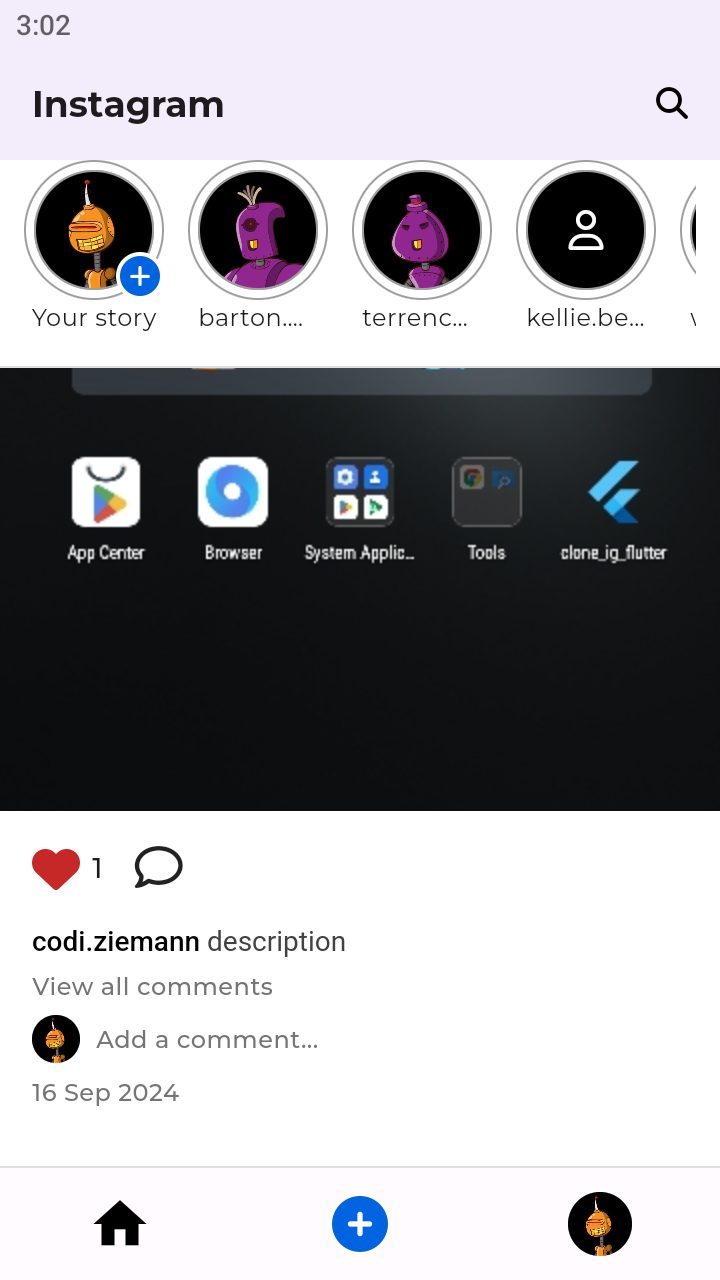 3:02
Instagram
Your story
barton....
terrenc...
kellie.be...
App Center
Browser
System Applic...
Tools
clone_ig_flutter
1
codi.ziemann description
View all comments
Add a comment...
16 Sep 2024